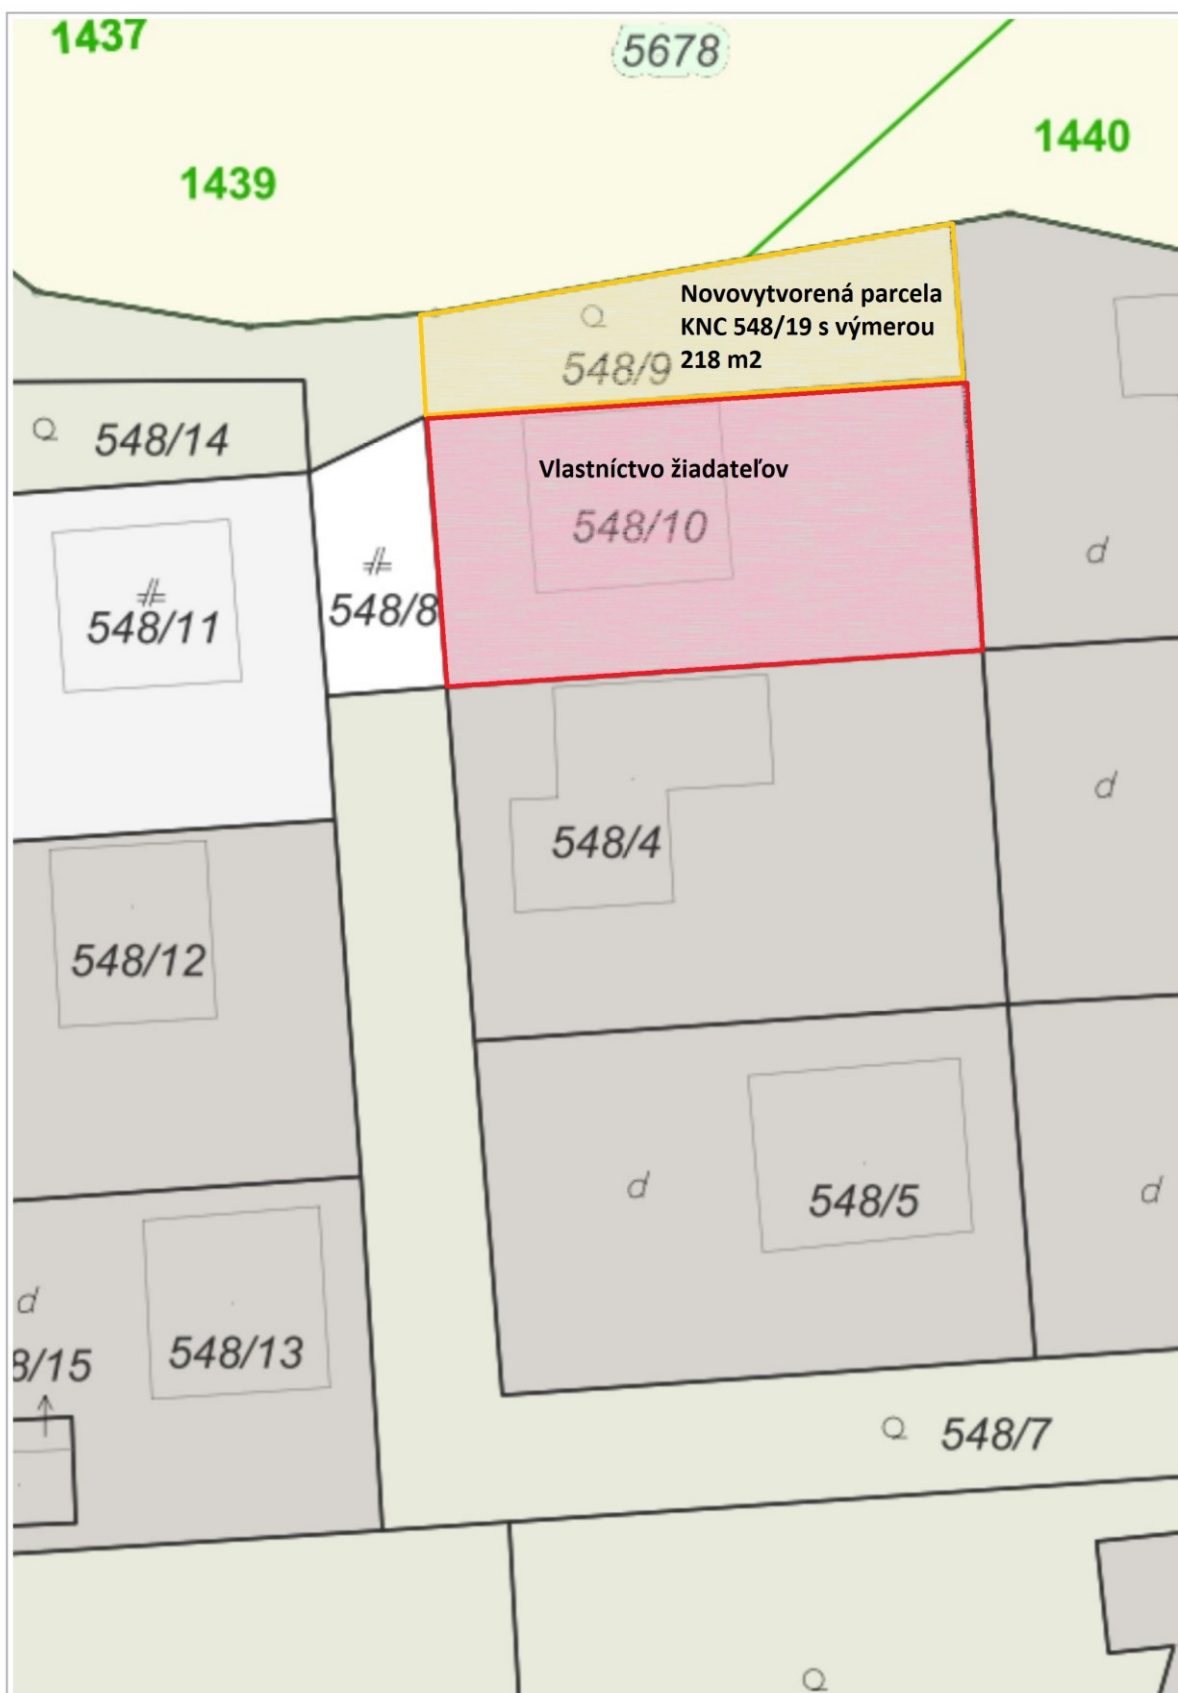 1437
5678
1440
1439
Novovytvorená parcela
KNC 548/19 s výmerou
218 m2
548/9
548/14
Vlastníctvo žiadateľov
548/10
d
548/8
548/11
d
548/4
548/12
d
548/5
d
d
8/15
548/13
548/7